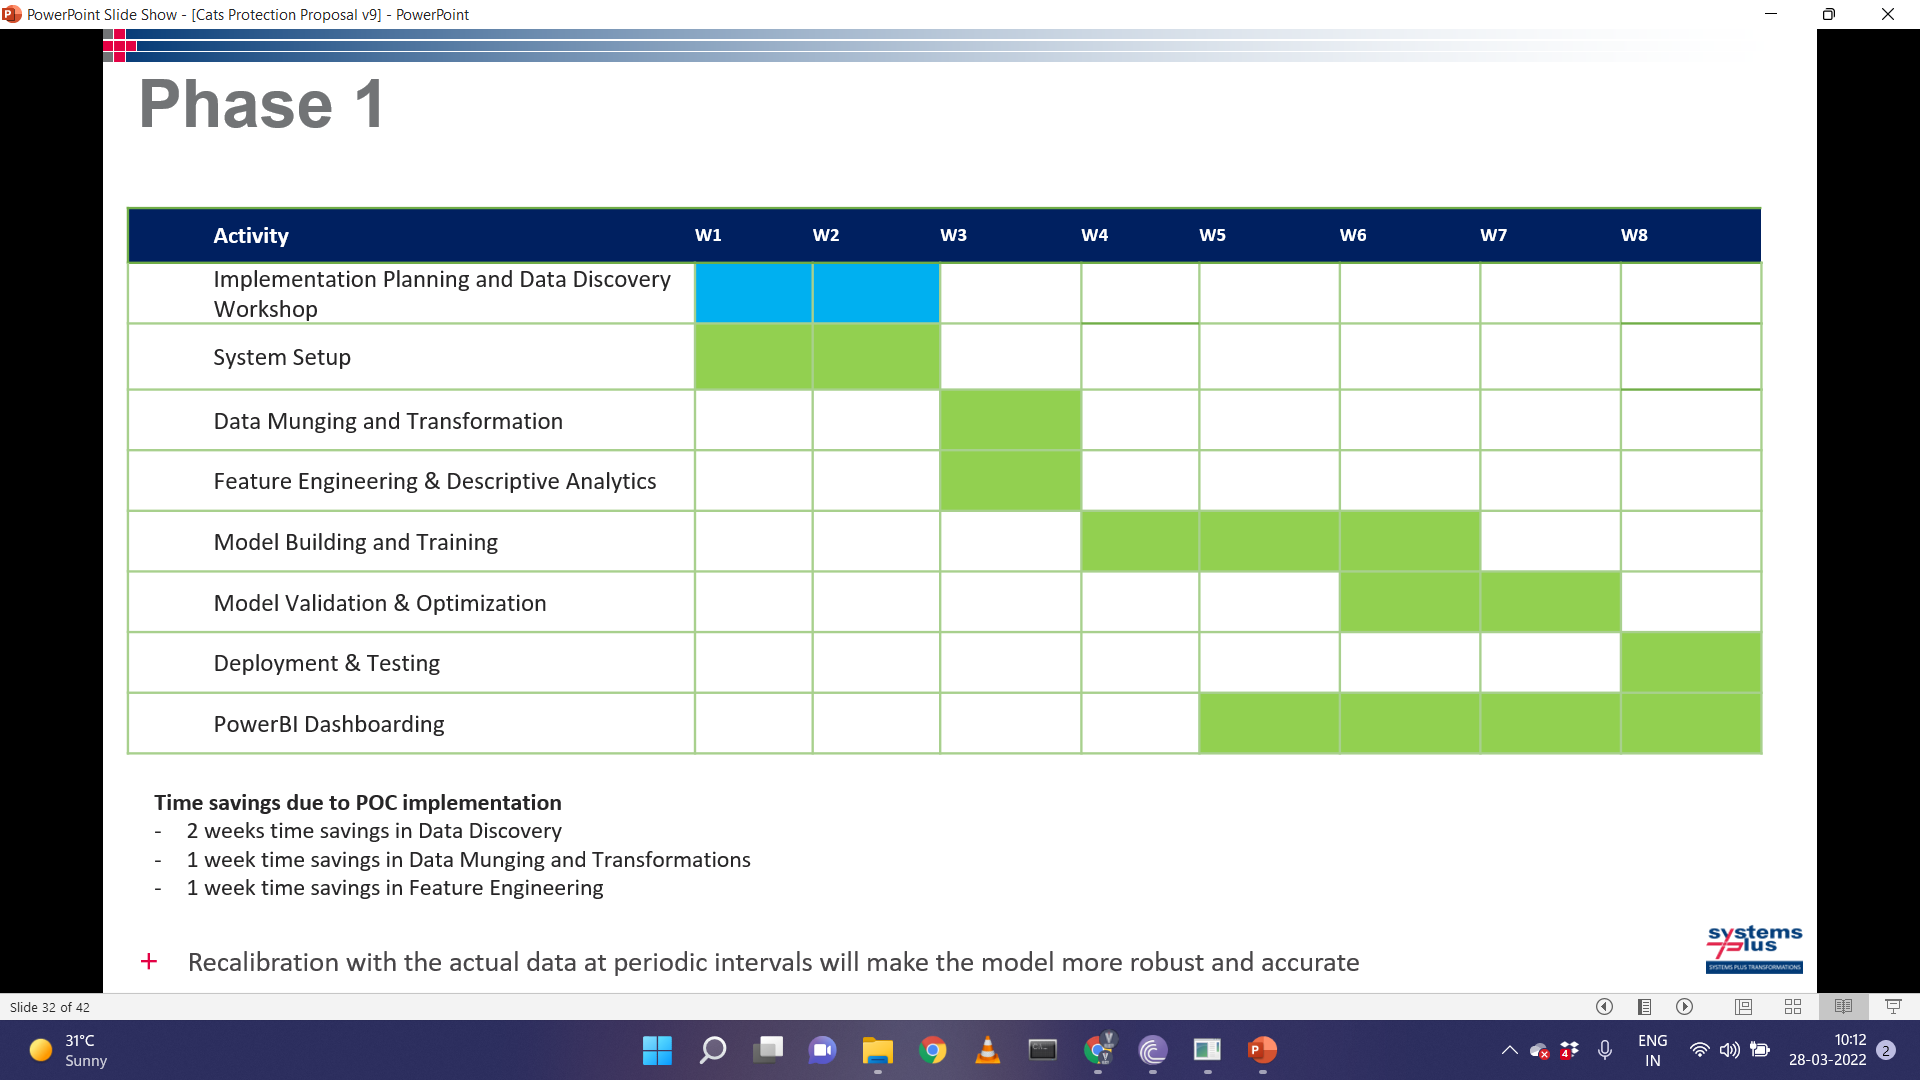 PowerPoint Slide Show - [Cats Protection Proposal v9] - PowerPoint
Phase 1
Activity W1 W2 W3 W4 W5 W6 W7 W8
Implementation Planning and Data Discovery
Workshop
System Setup
Data Munging and Transformation
Feature Engineering & Descriptive Analytics
Model Building and Training
Model Validation & Optimization
Deployment & Testing
PowerBI Dashboarding
Time savings due to POC implementation
- 2 weeks time savings in Data Discovery
- 1 week time savings in Data Munging and Transformations
- 1 week time savings in Feature Engineering
+ Recalibration with the actual data at periodic intervals will make the model more robust and accurate
systems
plus
SYSTEMS PLUS TRANSFORMATIONS
Slide 32 of 42
31°C
Sunny
4
ENG
IN
10:12
28-03-2022
2